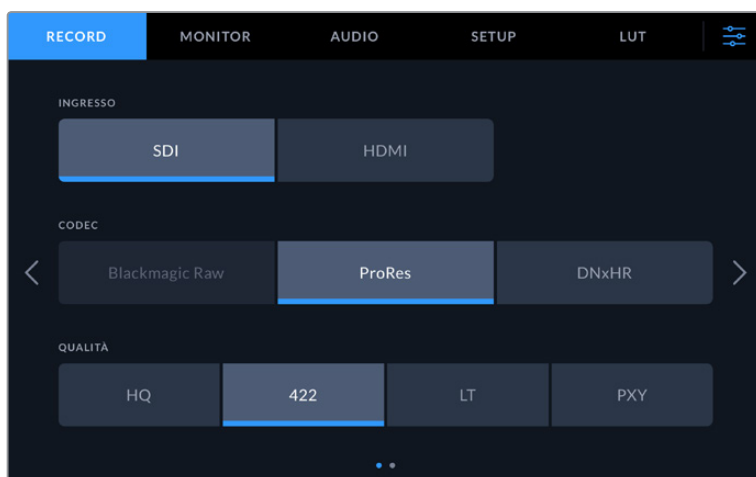 RECORD MONITOR AUDIO SETUP LUT
INGRESSO
SDI HDMI
CODEC
Blackmagic Raw ProRes DNxHR
QUALITÀ
HQ 422 LT PXY